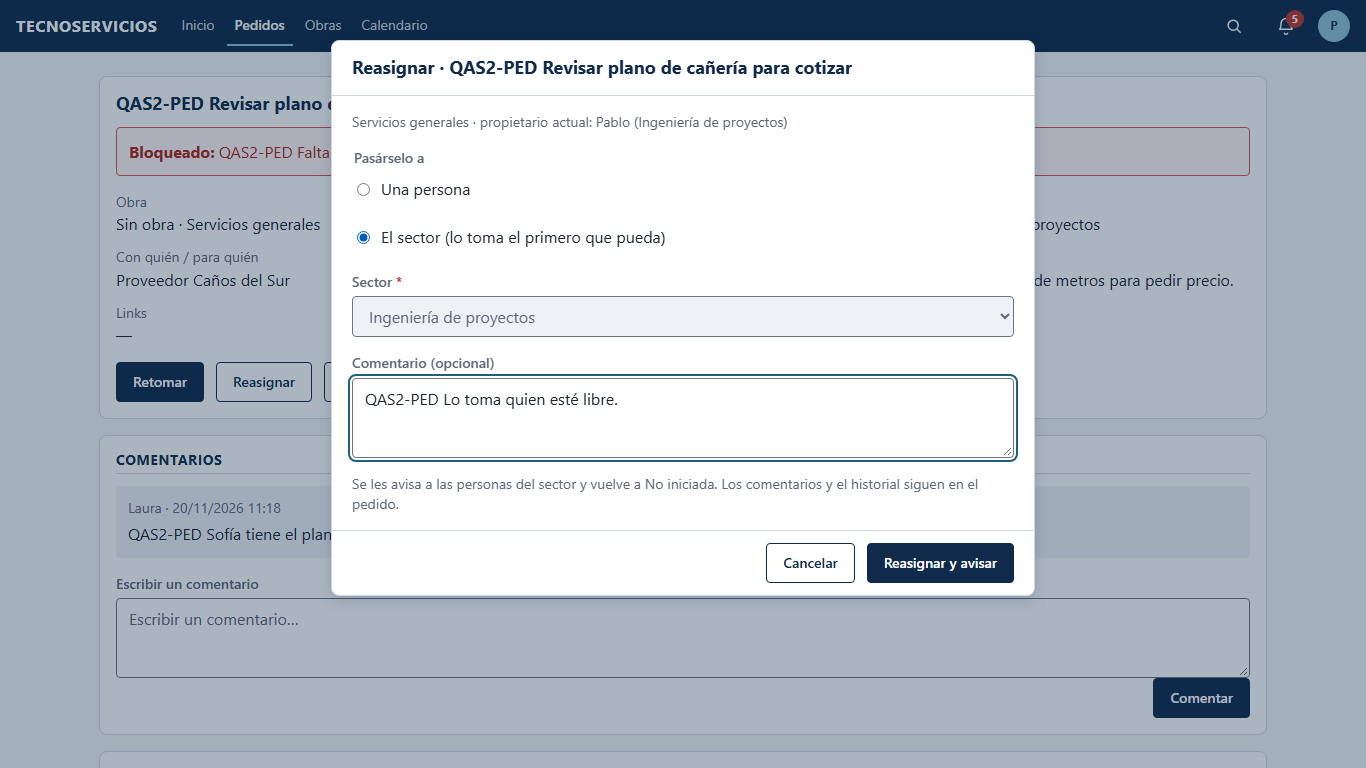 TECNOSERVICIOS Inicio Pedidos Obras Calendario 5 P
Reasignar · QAS2-PED Revisar plano de cañería para cotizar
Servicios generales · propietario actual: Pablo (Ingeniería de proyectos)
Pasárselo a
Una persona
El sector (lo toma el primero que pueda)
Sector *
Ingeniería de proyectos
Comentario (opcional)
QAS2-PED Lo toma quien esté libre.
Se les avisa a las personas del sector y vuelve a No iniciada. Los comentarios y el historial siguen en el
pedido.
Cancelar Reasignar y avisar
QAS2-PED Revisar plano
Bloqueado: QAS2-PED Falta
Obra
Sin obra · Servicios generales
proyectos
Con quién / para quién
Proveedor Caños del Sur
de metros para pedir precio.
Links
—
Retomar Reasignar
COMENTARIOS
Laura · 20/11/2026 11:18
QAS2-PED Sofía tiene el
Escribir un comentario
Escribir un comentario...
Comentar